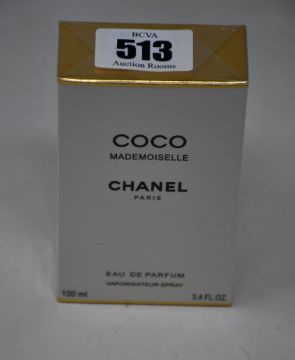 BCVA
513
Auction Rooms
COCO
MADEMOISELLE
CHANEL
PARIS
EAU DE PARFUM
VAPORISATEUR SPRAY
100 ml 3.4 FL.OZ.